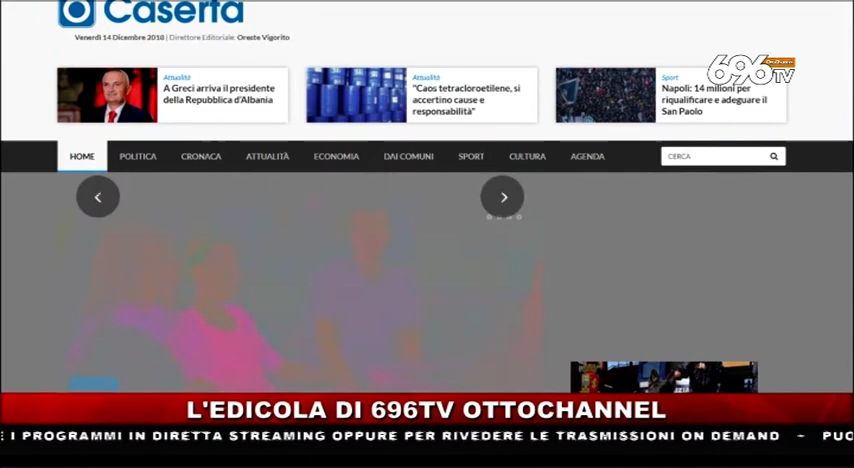 Caserta
Venerdì 14 Dicembre 2018 | Direttore Editoriale: Oreste Vigorito
Attualità
A Greci arriva il presidente
della Repubblica d'Albania
Attualità
"Caos tetracloroetilene, si
accertino cause e
responsabilità"
Sport
Napoli: 14 milioni per
riqualificare e adeguare il
San Paolo
696 TV
HOME POLITICA CRONACA ATTUALITÀ ECONOMIA DAI COMUNI SPORT CULTURA AGENDA CERCA
L'EDICOLA DI 696TV OTTOCHANNEL
E I PROGRAMMI IN DIRETTA STREAMING OPPURE PER RIVEDERE LE TRASMISSIONI ON DEMAND ~ PUO